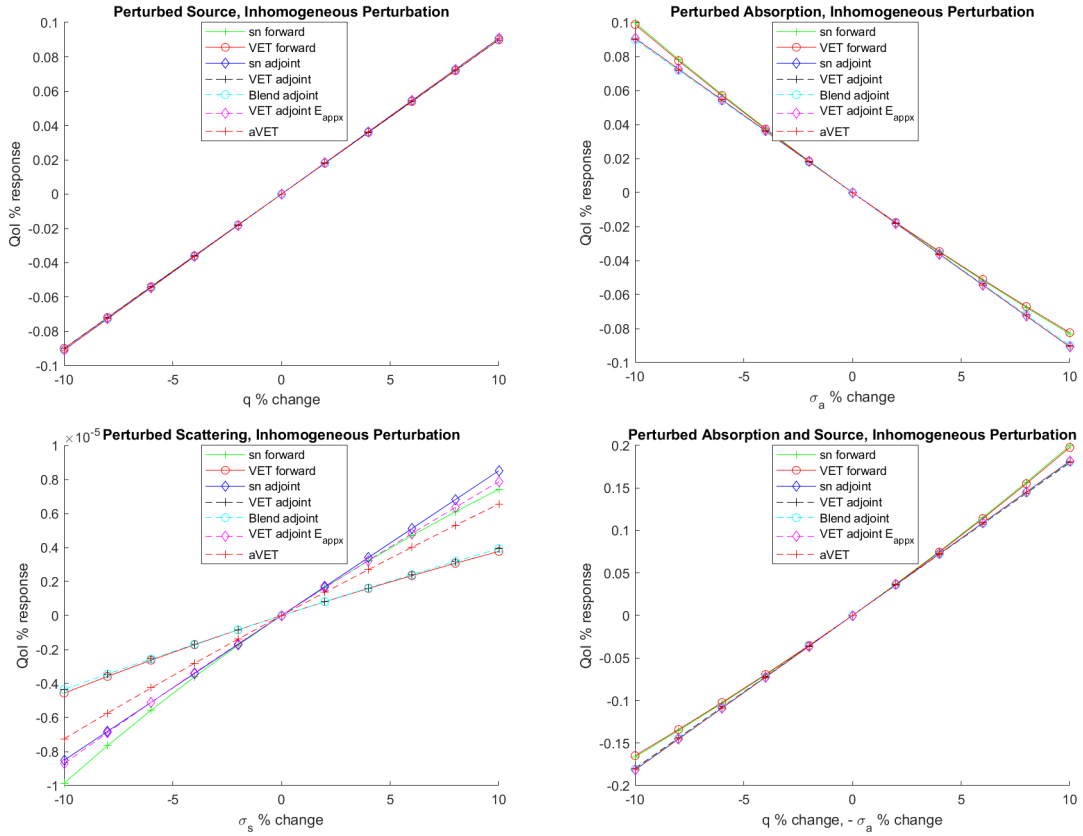 Perturbed Source, Inhomogeneous Perturbation
0.1
0.08
0.06
0.04
0.02
0
-0.02
-0.04
-0.06
-0.08
-0.1
QoI % response
sn forward
VET forward
sn adjoint
VET adjoint
Blend adjoint
VET adjoint E_appx
aVET
-10
-5
0
5
10
q % change
Perturbed Absorption, Inhomogeneous Perturbation
0.1
0.08
0.06
0.04
0.02
0
-0.02
-0.04
-0.06
-0.08
-0.1
QoI % response
sn forward
VET forward
sn adjoint
VET adjoint
Blend adjoint
VET adjoint E_appx
aVET
-10
-5
0
5
10
σ_a % change
× 10^-5
Perturbed Scattering, Inhomogeneous Perturbation
1
0.8
0.6
0.4
0.2
0
-0.2
-0.4
-0.6
-0.8
-1
QoI % response
sn forward
VET forward
sn adjoint
VET adjoint
Blend adjoint
VET adjoint E_appx
aVET
-10
-5
0
5
10
σ_s % change
Perturbed Absorption and Source, Inhomogeneous Perturbation
0.2
0.15
0.1
0.05
0
-0.05
-0.1
-0.15
-0.2
QoI % response
sn forward
VET forward
sn adjoint
VET adjoint
Blend adjoint
VET adjoint E_appx
aVET
-10
-5
0
5
10
q % change, - σ_a % change